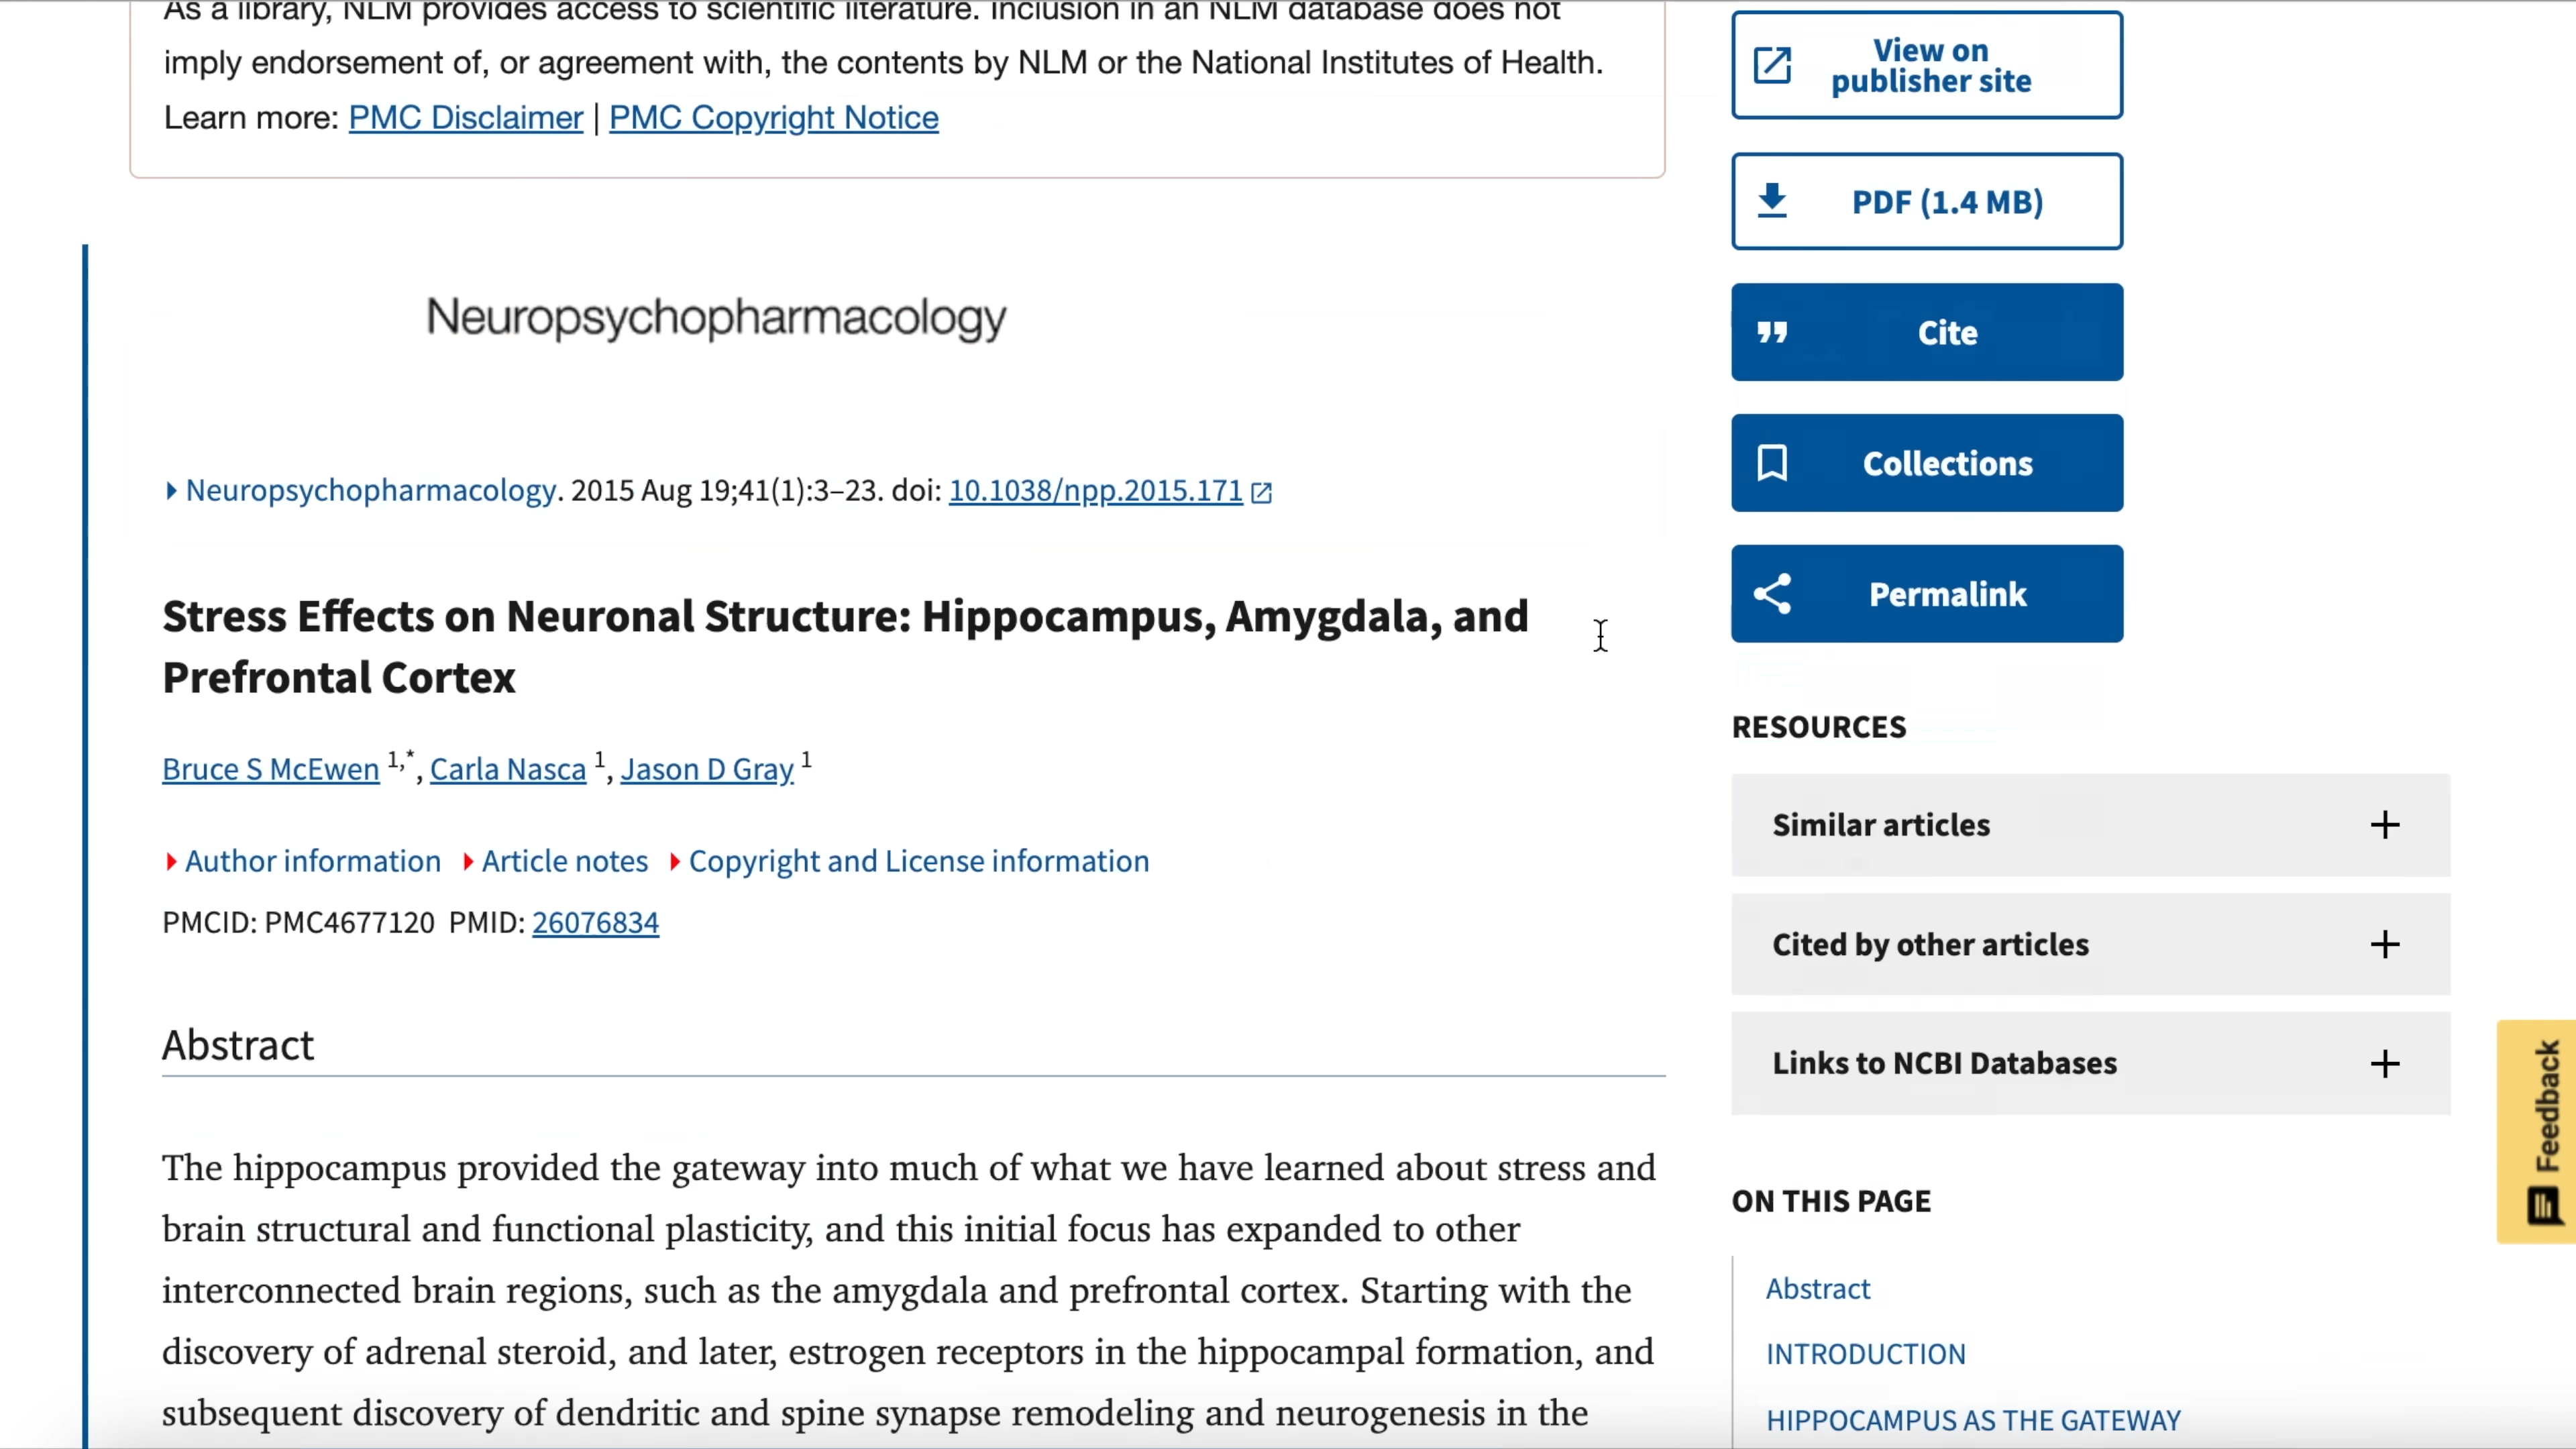 As a library, NLM provides access to scientific literature. Inclusion in an NLM database does not
imply endorsement of, or agreement with, the contents by NLM or the National Institutes of Health.
Learn more: PMC Disclaimer | PMC Copyright Notice
Neuropsychopharmacology
Neuropsychopharmacology. 2015 Aug 19;41(1):3–23. doi: 10.1038/npp.2015.171
Stress Effects on Neuronal Structure: Hippocampus, Amygdala, and
Prefrontal Cortex
Bruce S McEwen 1,*, Carla Nasca 1, Jason D Gray 1
Author information Article notes Copyright and License information
PMCID: PMC4677120 PMID: 26076834
Abstract
The hippocampus provided the gateway into much of what we have learned about stress and
brain structural and functional plasticity, and this initial focus has expanded to other
interconnected brain regions, such as the amygdala and prefrontal cortex. Starting with the
discovery of adrenal steroid, and later, estrogen receptors in the hippocampal formation, and
subsequent discovery of dendritic and spine synapse remodeling and neurogenesis in the
View on
publisher site
PDF (1.4 MB)
Cite
Collections
Permalink
RESOURCES
Similar articles
Cited by other articles
Links to NCBI Databases
ON THIS PAGE
Abstract
INTRODUCTION
HIPPOCAMPUS AS THE GATEWAY
Feedback